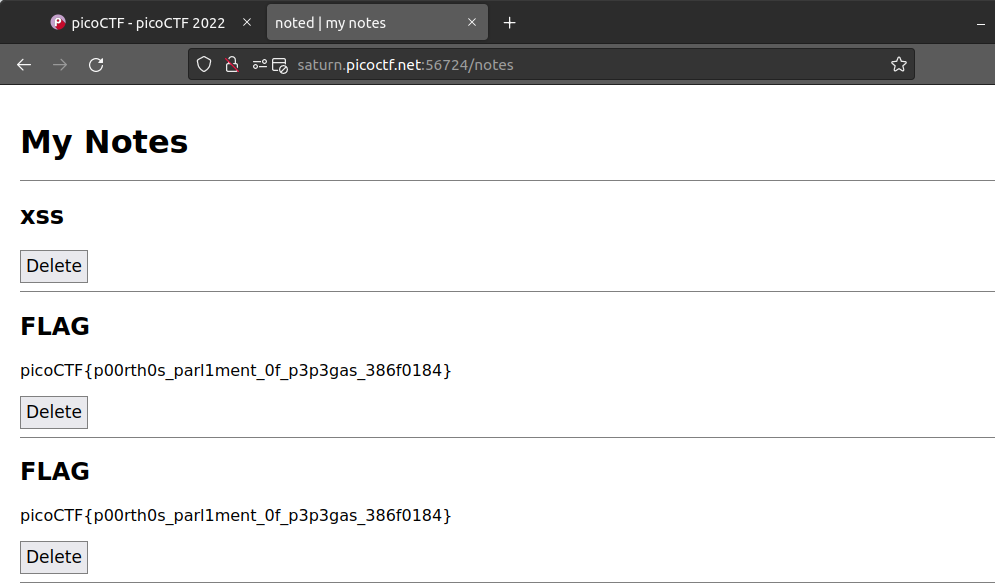 picoCTF - picoCTF 2022
noted | my notes
saturn.picoctf.net:56724/notes
My Notes
xss
Delete
FLAG
picoCTF{p00rth0s_parl1ment_0f_p3p3gas_386f0184}
Delete
FLAG
picoCTF{p00rth0s_parl1ment_0f_p3p3gas_386f0184}
Delete